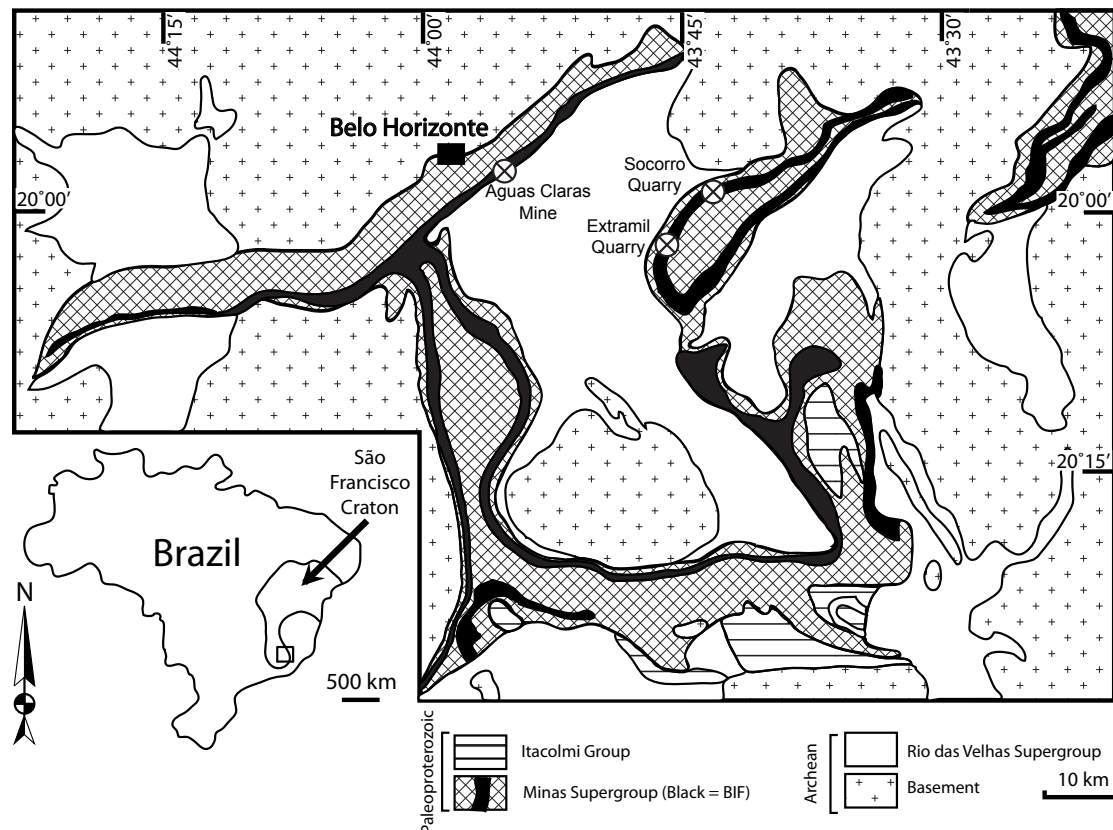 44˚15′
44˚00′
43˚45′
43˚30′
Belo Horizonte
Aguas Claras
Mine
Socorro
Quarry
Extramil
Quarry
20˚00′
20˚00′
20˚15′
São
Francisco
Craton
Brazil
N
500 km
Paleoproterozoic
Itacolmi Group
Minas Supergroup (Black = BIF)
Archean
Rio das Velhas Supergroup
Basement
10 km